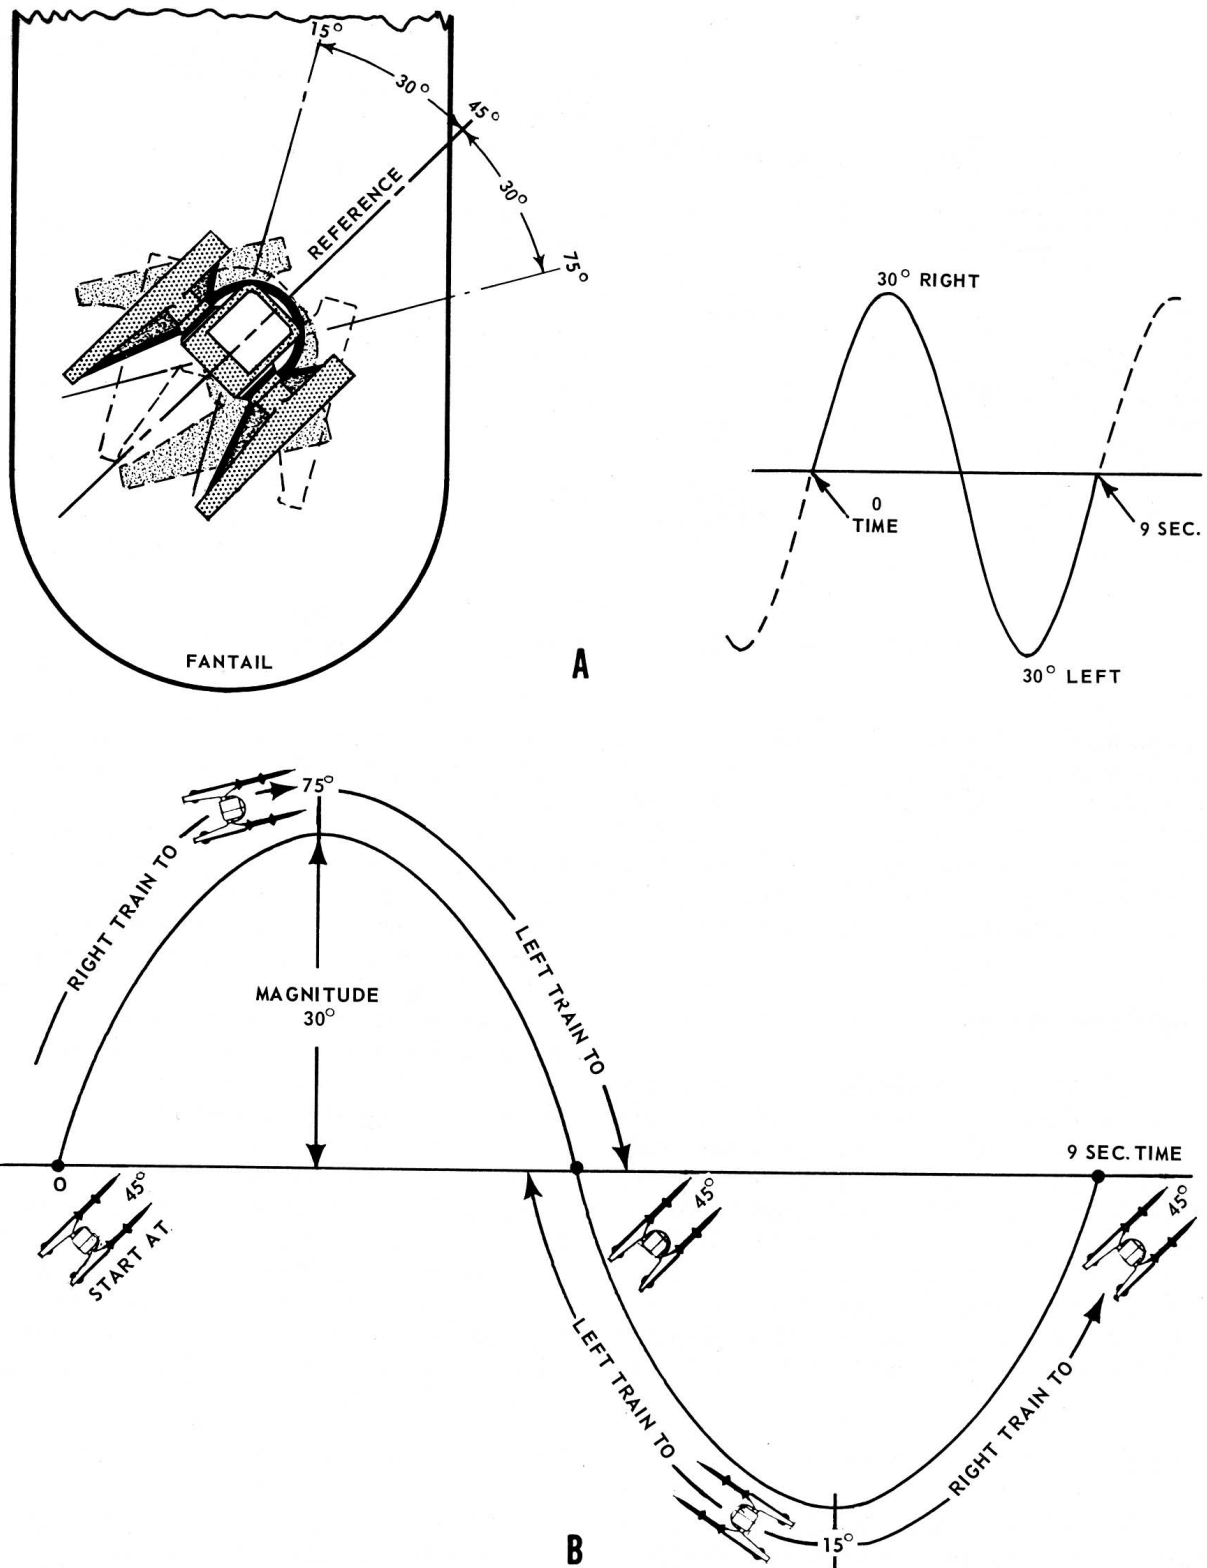 15°
30°
45°
30°
75°
REFERENCE
FANTAIL
A
30° RIGHT
0
TIME
9 SEC.
30° LEFT
75°
RIGHT TRAIN TO
LEFT TRAIN TO
MAGNITUDE
30°
0
45°
START AT
45°
9 SEC. TIME
45°
LEFT TRAIN TO
RIGHT TRAIN TO
15°
B